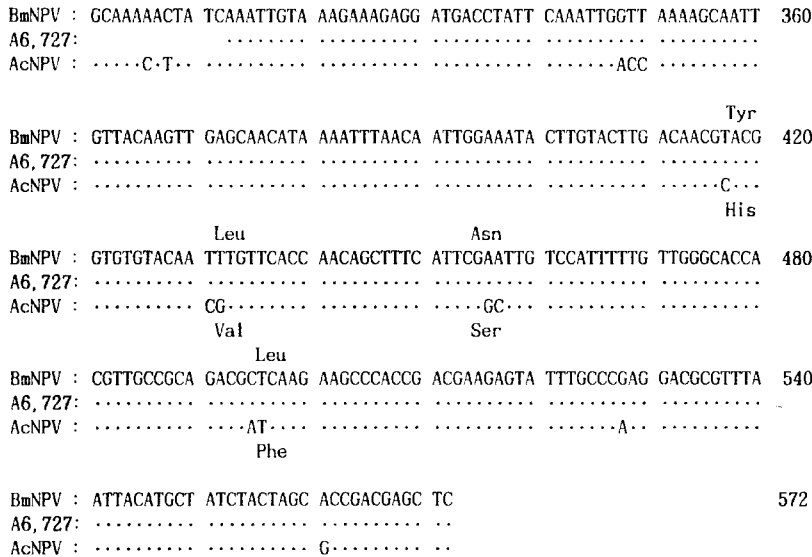 BmNPV : GCAAAAACTA TCAAATTGTA AAGAAAGAGG ATGACCTATT CAAATTGGTT AAAAGCAATT 360
A6,727: ········ ·········· ·········· ·········· ··········
AcNPV : ·····C·T·· ·········· ·········· ·········· ·······ACC ··········
Tyr
BmNPV : GTTACAAGTT GAGCAACATA AAATTTAACA ATTGGAAATA CTTGTACTTG ACAACGTACG 420
A6,727: ·········· ·········· ·········· ·········· ·········· ··········
AcNPV : ·········· ·········· ·········· ·········· ·········· ······C···
His
Leu Asn
BmNPV : GTGTGTACAA TTTGTTCACC AACAGCTTTC ATTCGAATTG TCCATTTTTG TTGGGCACCA 480
A6,727: ·········· ·········· ·········· ·········· ·········· ··········
AcNPV : ·········· CG········ ·········· ·····GC··· ·········· ··········
Val Ser
Leu
BmNPV : CGTTGCCGCA GACGCTCAAG AAGCCCACCG ACGAAGAGTA TTTGCCCGAG GACGCGTTTA 540
A6,727: ·········· ·········· ·········· ·········· ·········· ··········
AcNPV : ·········· ····AT···· ·········· ·········· ·······A·· ··········
Phe
BmNPV : ATTACATGCT ATCTACTAGC ACCGACGAGC TC 572
A6,727: ·········· ·········· ·········· ··
AcNPV : ·········· ·········· G········· ··